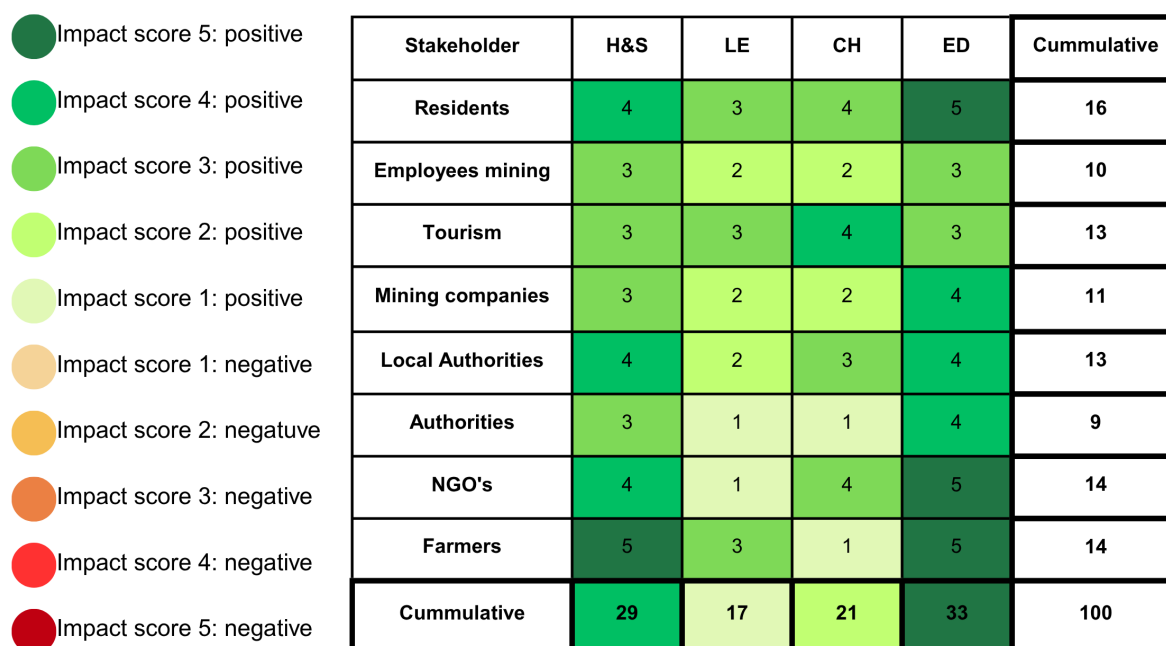 Impact score 5: positive
Impact score 4: positive
Impact score 3: positive
Impact score 2: positive
Impact score 1: positive
Impact score 1: negative
Impact score 2: negatuve
Impact score 3: negative
Impact score 4: negative
Impact score 5: negative
Stakeholder H&S LE CH ED Cummulative
Residents 4 3 4 5 16
Employees mining 3 2 2 3 10
Tourism 3 3 4 3 13
Mining companies 3 2 2 4 11
Local Authorities 4 2 3 4 13
Authorities 3 1 1 4 9
NGO's 4 1 4 5 14
Farmers 5 3 1 5 14
Cummulative 29 17 21 33 100